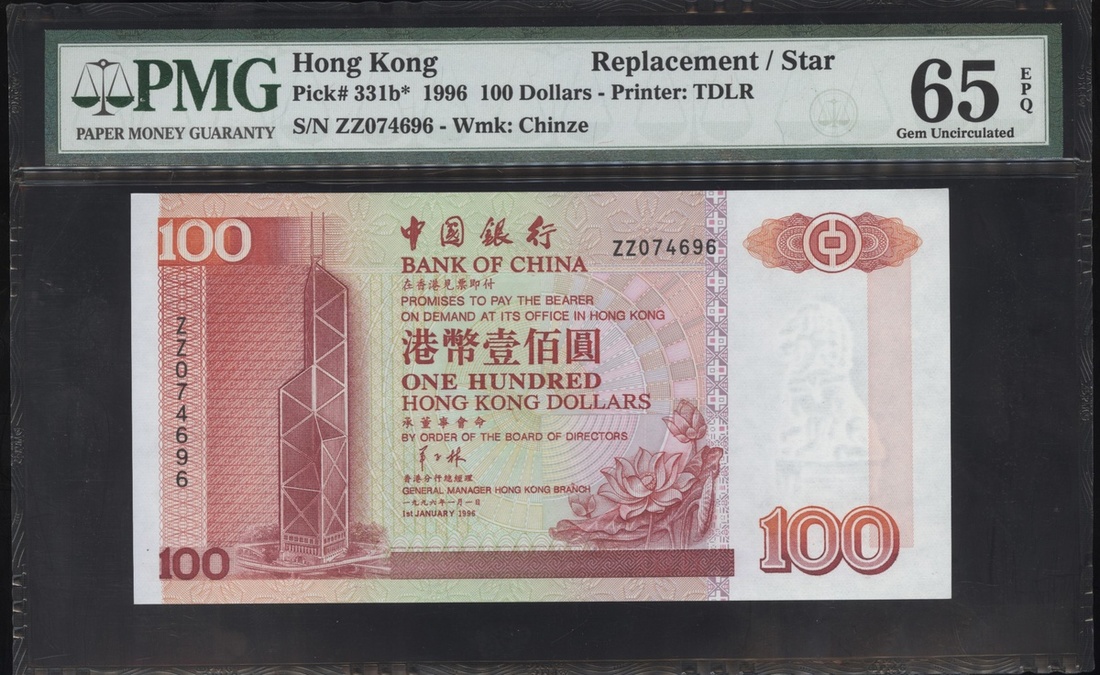 PMG
PAPER MONEY GUARANTY
Hong Kong Replacement / Star
Pick# 331b* 1996 100 Dollars - Printer: TDLR
S/N ZZ074696 - Wmk: Chinze
65 EPQ
Gem Uncirculated
100
中國銀行
ZZ074696
BANK OF CHINA
在香港見票即付
PROMISES TO PAY THE BEARER
ON DEMAND AT ITS OFFICE IN HONG KONG
港幣壹佰圓
ONE HUNDRED
HONG KONG DOLLARS
承董事會命
BY ORDER OF THE BOARD OF DIRECTORS
香港分行總經理
GENERAL MANAGER HONG KONG BRANCH
一九九六年一月一日
1st JANUARY 1996
ZZ074696
100
100